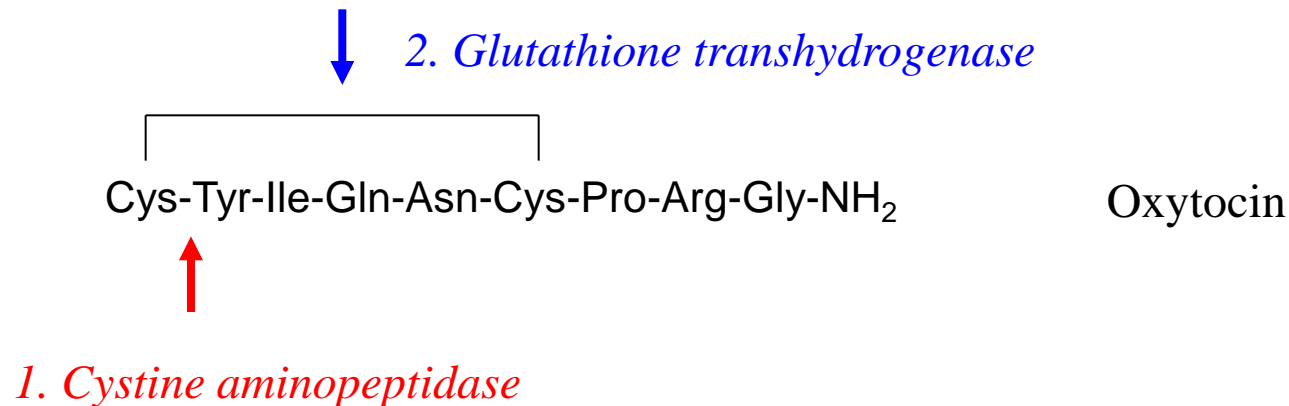 2. Glutathione transhydrogenase
Cys-Tyr-Ile-Gln-Asn-Cys-Pro-Arg-Gly-NH₂ Oxytocin
1. Cystine aminopeptidase